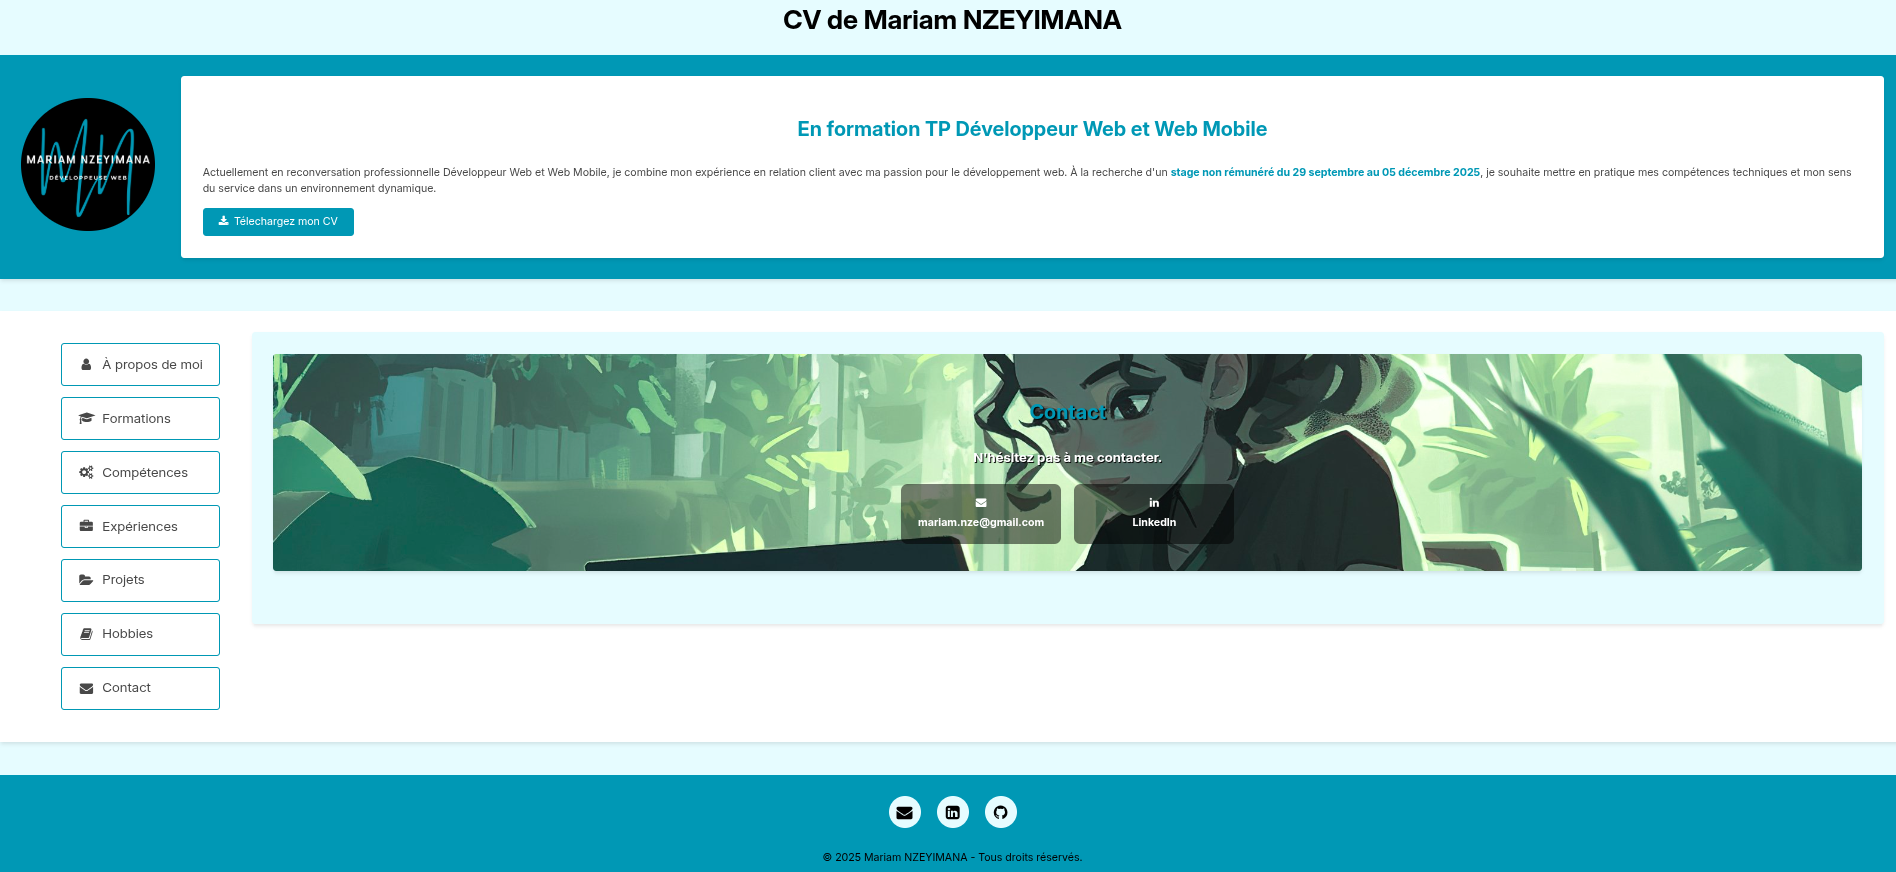 CV de Mariam NZEYIMANA
MARIAM NZEYIMANA
DÉVELOPPEUSE WEB
En formation TP Développeur Web et Web Mobile
Actuellement en reconversation professionnelle Développeur Web et Web Mobile, je combine mon expérience en relation client avec ma passion pour le développement web. À la recherche d'un stage non rémunéré du 29 septembre au 05 décembre 2025, je souhaite mettre en pratique mes compétences techniques et mon sens
du service dans un environnement dynamique.
Télechargez mon CV
À propos de moi
Formations
Compétences
Expériences
Projets
Hobbies
Contact
Contact
N'hésitez pas à me contacter.
mariam.nze@gmail.com
LinkedIn
© 2025 Mariam NZEYIMANA - Tous droits réservés.